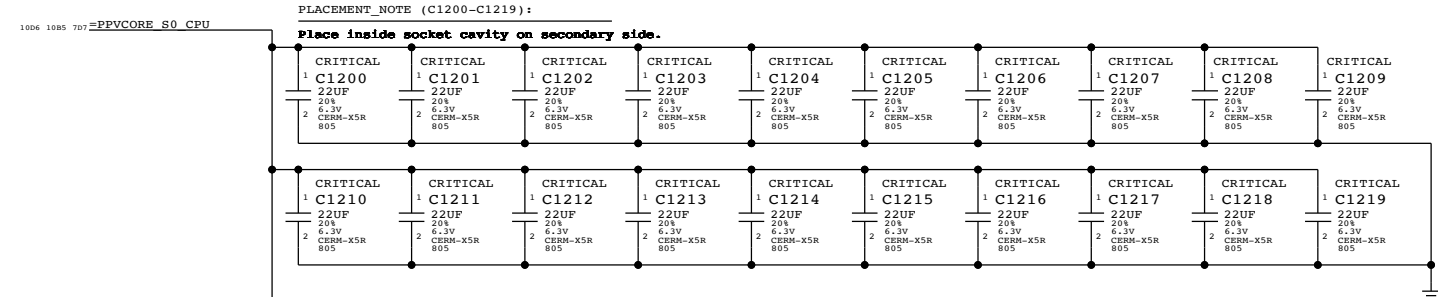 PLACEMENT_NOTE (C1200-C1219):
10D6 10B5 7D7 =PPVCORE_S0_CPU
Place inside socket cavity on secondary side.
CRITICAL CRITICAL CRITICAL CRITICAL CRITICAL CRITICAL CRITICAL CRITICAL CRITICAL CRITICAL
1 C1200 1 C1201 1 C1202 1 C1203 1 C1204 1 C1205 1 C1206 1 C1207 1 C1208 1 C1209
22UF 22UF 22UF 22UF 22UF 22UF 22UF 22UF 22UF 22UF
20% 20% 20% 20% 20% 20% 20% 20% 20% 20%
6.3V 6.3V 6.3V 6.3V 6.3V 6.3V 6.3V 6.3V 6.3V 6.3V
2 CERM-X5R 2 CERM-X5R 2 CERM-X5R 2 CERM-X5R 2 CERM-X5R 2 CERM-X5R 2 CERM-X5R 2 CERM-X5R 2 CERM-X5R 2 CERM-X5R
805 805 805 805 805 805 805 805 805 805
CRITICAL CRITICAL CRITICAL CRITICAL CRITICAL CRITICAL CRITICAL CRITICAL CRITICAL CRITICAL
1 C1210 1 C1211 1 C1212 1 C1213 1 C1214 1 C1215 1 C1216 1 C1217 1 C1218 1 C1219
22UF 22UF 22UF 22UF 22UF 22UF 22UF 22UF 22UF 22UF
20% 20% 20% 20% 20% 20% 20% 20% 20% 20%
6.3V 6.3V 6.3V 6.3V 6.3V 6.3V 6.3V 6.3V 6.3V 6.3V
2 CERM-X5R 2 CERM-X5R 2 CERM-X5R 2 CERM-X5R 2 CERM-X5R 2 CERM-X5R 2 CERM-X5R 2 CERM-X5R 2 CERM-X5R 2 CERM-X5R
805 805 805 805 805 805 805 805 805 805